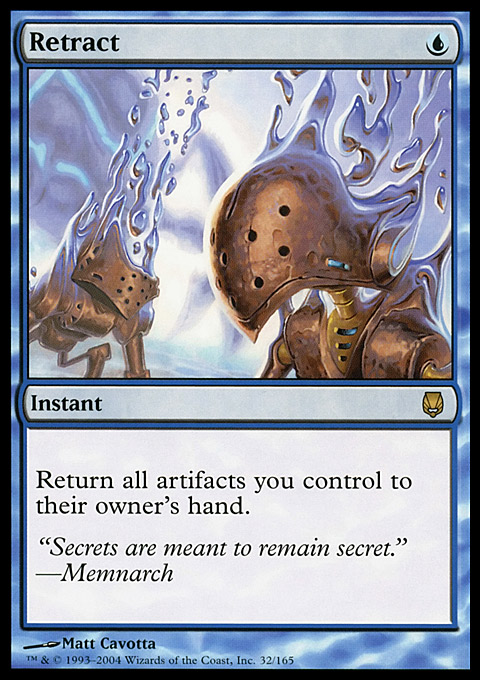 Retract
Instant
Return all artifacts you control to
their owner's hand.
“Secrets are meant to remain secret.”
—Memnarch
Matt Cavotta
™ & © 1993–2004 Wizards of the Coast, Inc. 32/165